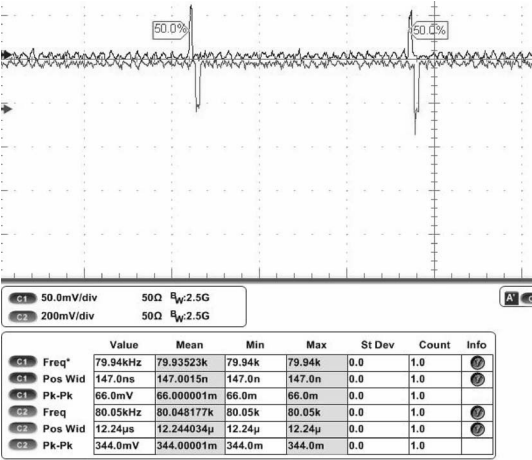 50.0% 50.0%
C1 50.0mV/div 50Ω BW:2.5G
C2 200mV/div 50Ω BW:2.5G
A'
Value Mean Min Max St Dev Count Info
C1 Freq* 79.94kHz 79.93523k 79.94k 79.94k 0.0 1.0
C1 Pos Wid 147.0ns 147.0015n 147.0n 147.0n 0.0 1.0
C1 Pk-Pk 66.0mV 66.000001m 66.0m 66.0m 0.0 1.0
C2 Freq 80.05kHz 80.048177k 80.05k 80.05k 0.0 1.0
C2 Pos Wid 12.24µs 12.244034µ 12.24µ 12.24µ 0.0 1.0
C2 Pk-Pk 344.0mV 344.00001m 344.0m 344.0m 0.0 1.0